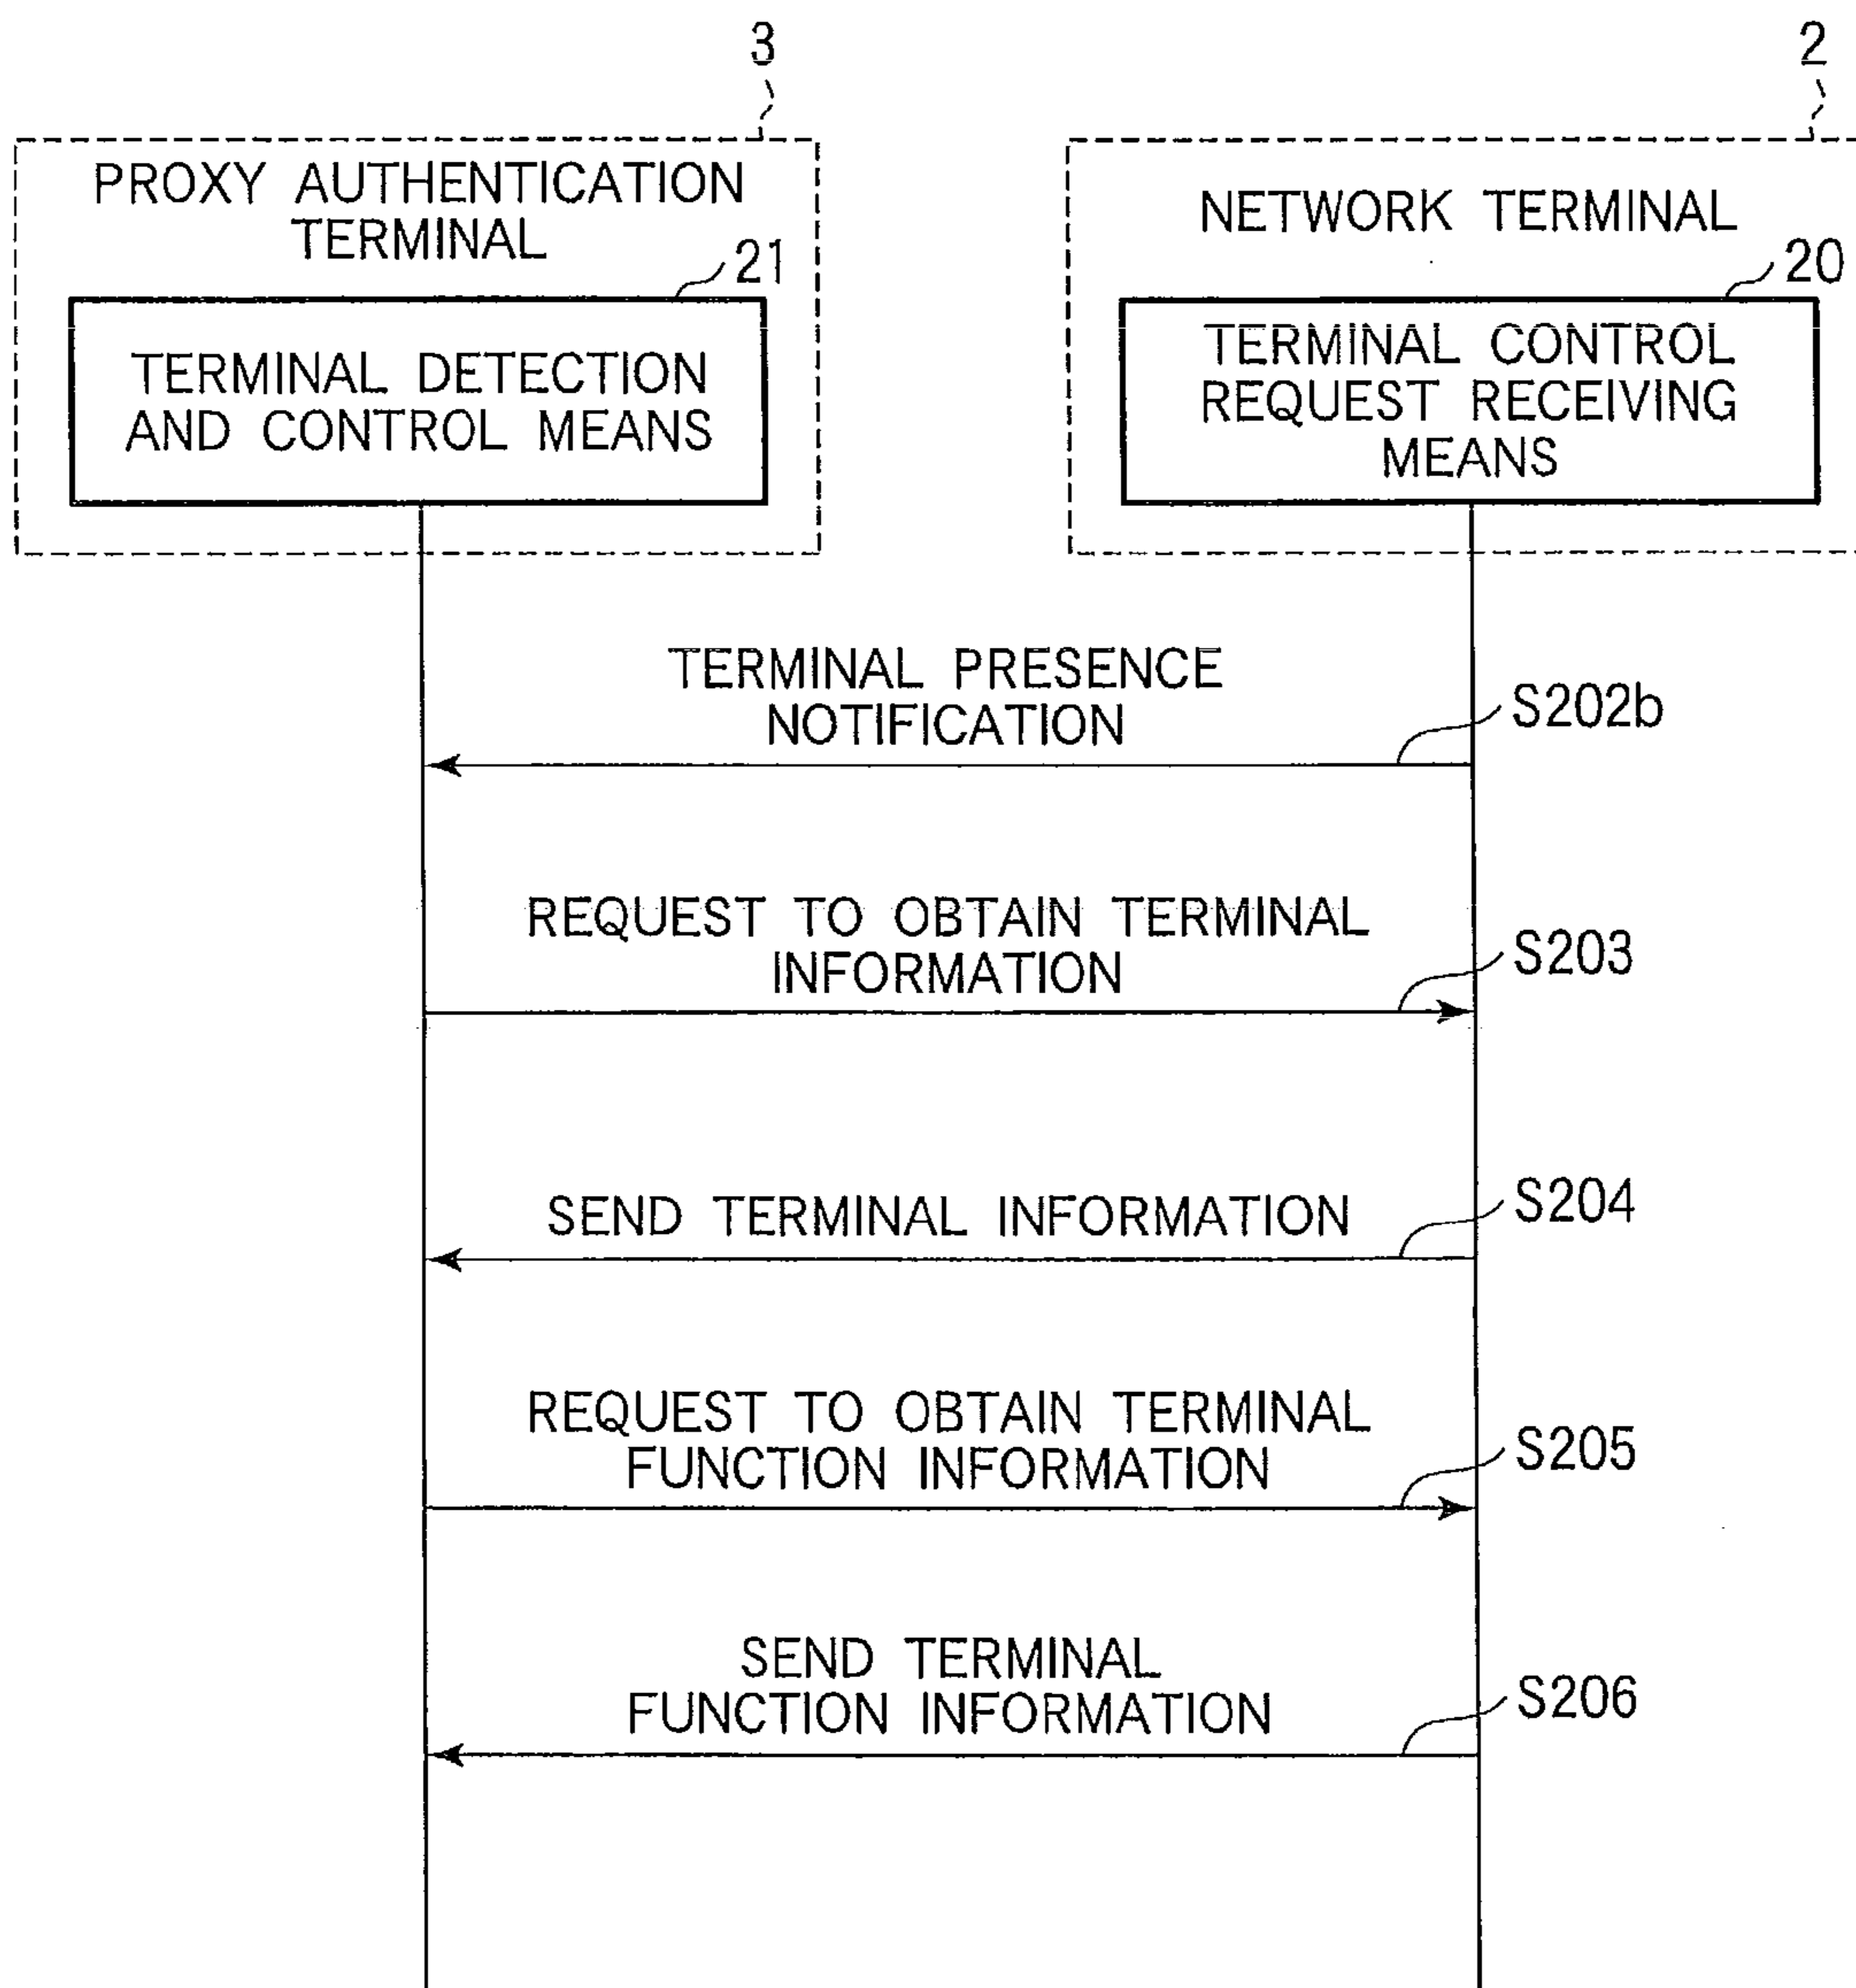 3
2
PROXY AUTHENTICATION
TERMINAL
NETWORK TERMINAL
21
20
TERMINAL DETECTION
AND CONTROL MEANS
TERMINAL CONTROL
REQUEST RECEIVING
MEANS
TERMINAL PRESENCE
NOTIFICATION
S202b
REQUEST TO OBTAIN TERMINAL
INFORMATION
S203
SEND TERMINAL INFORMATION
S204
REQUEST TO OBTAIN TERMINAL
FUNCTION INFORMATION
S205
SEND TERMINAL
FUNCTION INFORMATION
S206